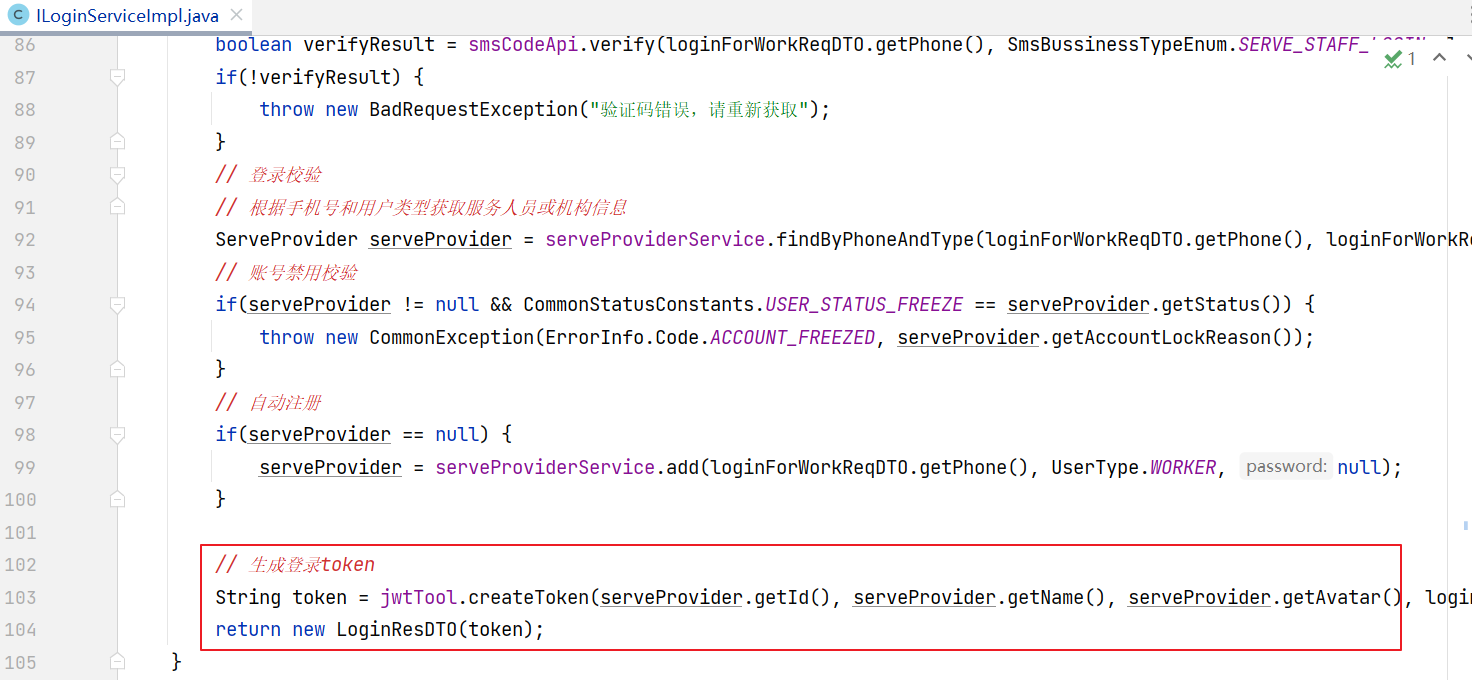 C ILoginServiceImpl.java
86 boolean verifyResult = smsCodeApi.verify(loginForWorkReqDTO.getPhone(), SmsBussinessTypeEnum.SERVE_STAFF_LOGIN
1
87 if(!verifyResult) {
88 throw new BadRequestException("验证码错误，请重新获取");
89 }
90 // 登录校验
91 // 根据手机号和用户类型获取服务人员或机构信息
92 ServeProvider serveProvider = serveProviderService.findByPhoneAndType(loginForWorkReqDTO.getPhone(), loginForWorkRe
93 // 账号禁用校验
94 if(serveProvider != null && CommonStatusConstants.USER_STATUS_FREEZE == serveProvider.getStatus()) {
95 throw new CommonException(ErrorInfo.Code.ACCOUNT_FREEZED, serveProvider.getAccountLockReason());
96 }
97 // 自动注册
98 if(serveProvider == null) {
99 serveProvider = serveProviderService.add(loginForWorkReqDTO.getPhone(), UserType.WORKER, password: null);
100 }
101
102 // 生成登录token
103 String token = jwtTool.createToken(serveProvider.getId(), serveProvider.getName(), serveProvider.getAvatar(), login
104 return new LoginResDTO(token);
105 }